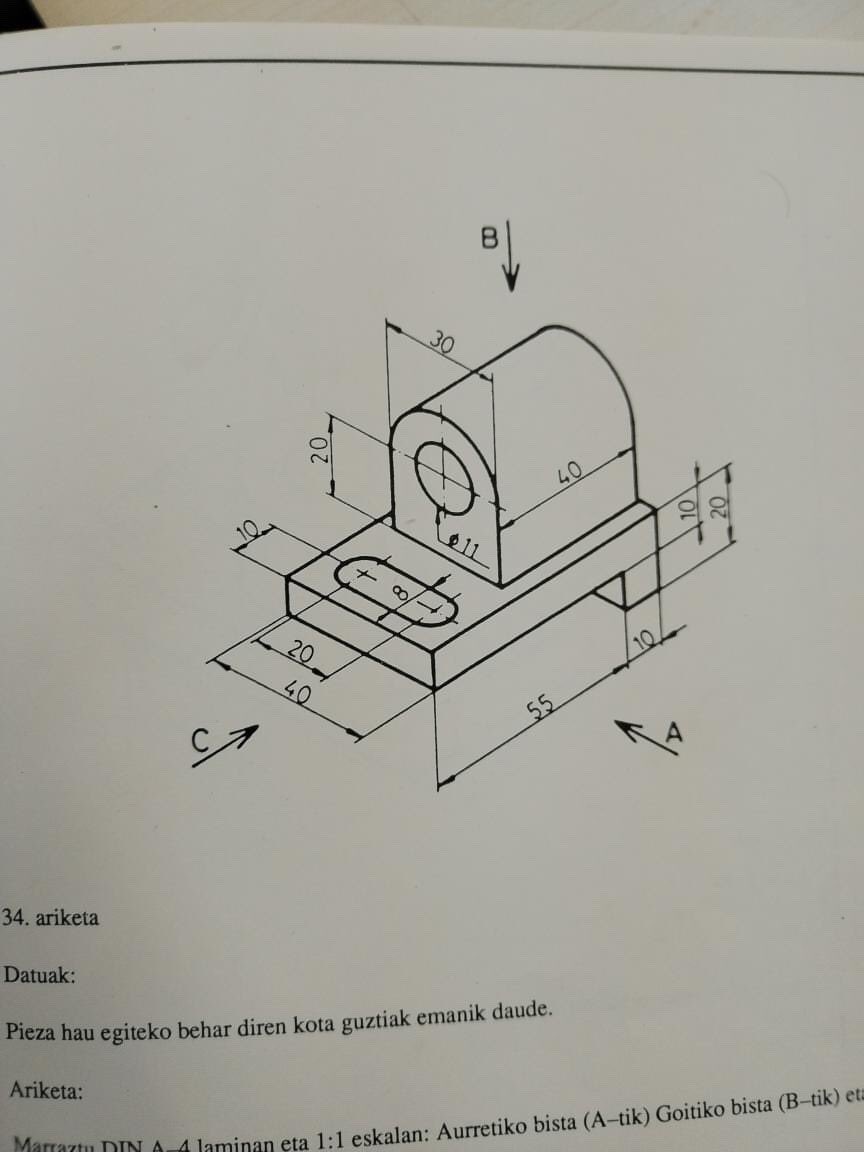 B
30
20
40
10
20
10
ϕ11
8
20
40
10
55
C
A
34. ariketa
Datuak:
Pieza hau egiteko behar diren kota guztiak emanik daude.
Ariketa:
Marraztu DIN A–4 laminan eta 1:1 eskalan: Aurretiko bista (A–tik) Goitiko bista (B–tik) eta